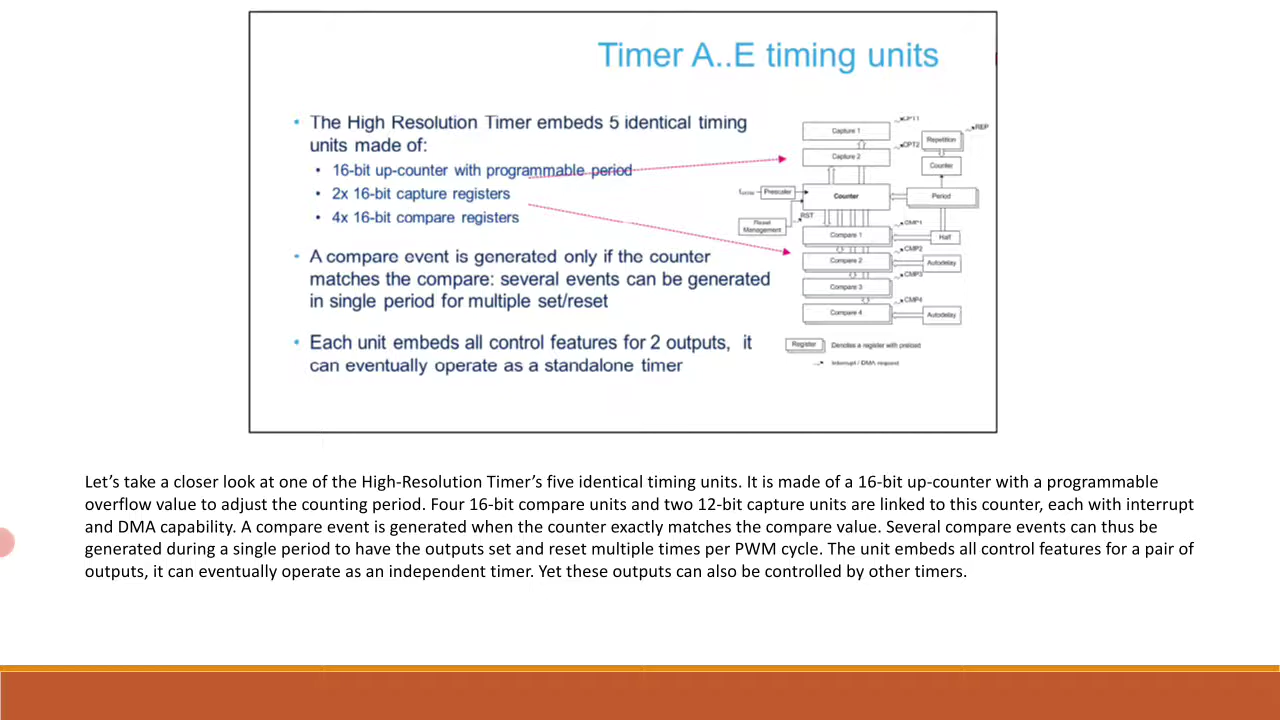 Timer A..E timing units
• The High Resolution Timer embeds 5 identical timing
units made of:
• 16-bit up-counter with programmable period
• 2x 16-bit capture registers
• 4x 16-bit compare registers
• A compare event is generated only if the counter
matches the compare: several events can be generated
in single period for multiple set/reset
• Each unit embeds all control features for 2 outputs, it
can eventually operate as a standalone timer
CPT1
Capture 1
REP
Repetition
CPT2
Capture 2
Counter
Prescaler
Counter
Period
RST
Reset
Management
CMP1
Compare 1
Half
CMP2
Compare 2
Autodelay
CMP3
Compare 3
CMP4
Compare 4
Autodelay
Register
Denotes a register with preload
Interrupt / DMA request
Let’s take a closer look at one of the High-Resolution Timer’s five identical timing units. It is made of a 16-bit up-counter with a programmable
overflow value to adjust the counting period. Four 16-bit compare units and two 12-bit capture units are linked to this counter, each with interrupt
and DMA capability. A compare event is generated when the counter exactly matches the compare value. Several compare events can thus be
generated during a single period to have the outputs set and reset multiple times per PWM cycle. The unit embeds all control features for a pair of
outputs, it can eventually operate as an independent timer. Yet these outputs can also be controlled by other timers.